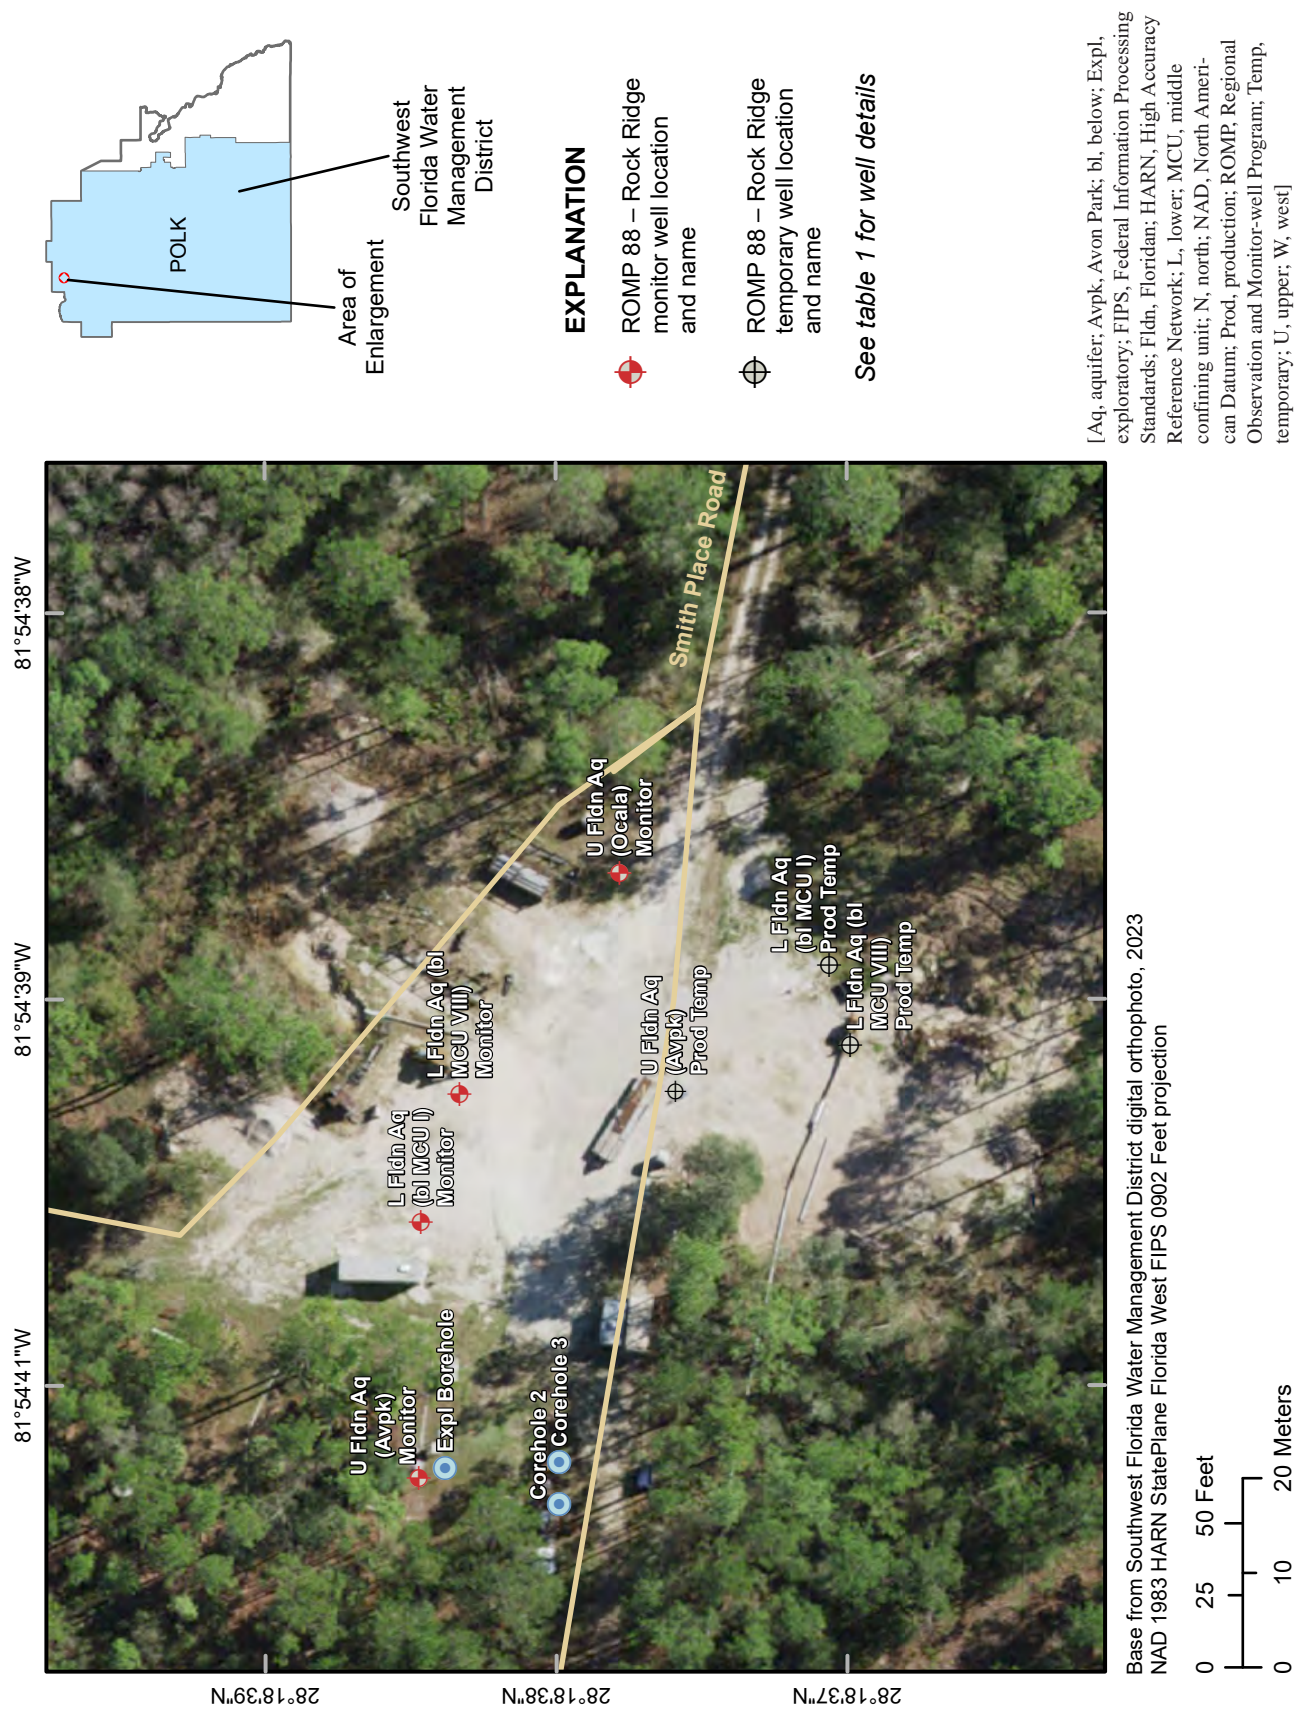 81°54'41"W
81°54'39"W
81°54'38"W
28°18'39"N
28°18'38"N
28°18'37"N
U Fldn Aq
(Avpk)
Monitor
Expl Borehole
Corehole 2
Corehole 3
L Fldn Aq
(bl MCU I)
Monitor
L Fldn Aq (bl
MCU VIII)
Monitor
U Fldn Aq
(Ocala)
Monitor
U Fldn Aq
(Avpk)
Prod Temp
L Fldn Aq
(bl MCU I)
Prod Temp
L Fldn Aq (bl
MCU VIII)
Prod Temp
Smith Place Road
Base from Southwest Florida Water Management District digital orthophoto, 2023
NAD 1983 HARN StatePlane Florida West FIPS 0902 Feet projection
0 25 50 Feet
0 10 20 Meters
POLK
Area of
Enlargement
Southwest
Florida Water
Management
District
EXPLANATION
ROMP 88 – Rock Ridge
monitor well location
and name
ROMP 88 – Rock Ridge
temporary well location
and name
See table 1 for well details
[Aq, aquifer; Avpk, Avon Park; bl, below; Expl,
exploratory; FIPS, Federal Information Processing
Standards; Fldn, Floridan; HARN, High Accuracy
Reference Network; L, lower; MCU, middle
confining unit; N, north; NAD, North Ameri-
can Datum; Prod, production; ROMP, Regional
Observation and Monitor-well Program; Temp,
temporary; U, upper; W, west]